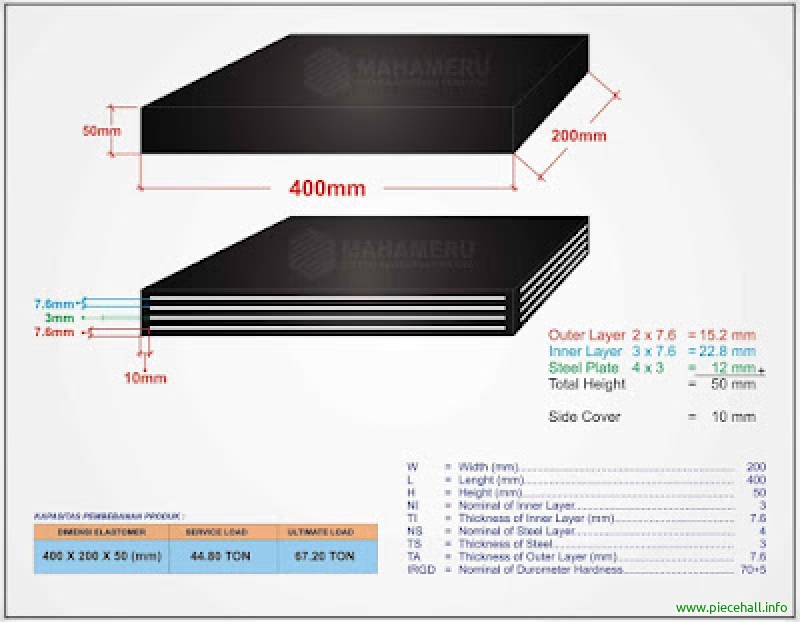 MAHAMERU
50mm
200mm
400mm
MAHAMERU
7.6mm
3mm
7.6mm
10mm
Outer Layer 2 x 7.6 = 15.2 mm
Inner Layer 3 x 7.6 = 22.8 mm
Steel Plate 4 x 3 = 12 mm +
Total Height = 50 mm
Side Cover = 10 mm
W = Width (mm) 200
L = Lenght (mm) 400
H = Height (mm) 50
NI = Nominal of Inner Layer 3
TI = Thickness of Inner Layer (mm) 7.6
NS = Nominal of Steel Layer 4
TS = Thickness of Steel 3
TA = Thickness of Outer Layer (mm) 7.6
IRGD = Nominal of Durometer Hardness 70+5
KAPASITAS PEMBEBANAN PRODUK :
DIMENSI ELASTOMER SERVICE LOAD ULTIMATE LOAD
400 X 200 X 50 (mm) 44.80 TON 67.20 TON
www.piecehall.info